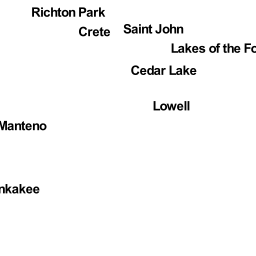 Richton Park
Crete
Saint John
Lakes of the Fo
Cedar Lake
Lowell
Manteno
nkakee